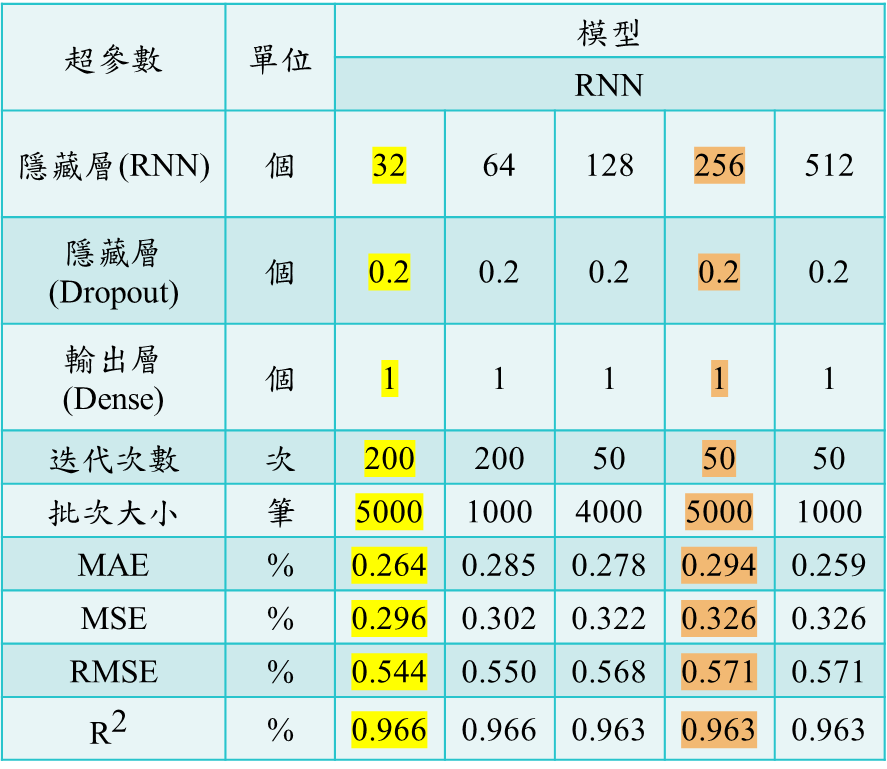 超參數 單位 模型
RNN
隱藏層(RNN) 個 32 64 128 256 512
隱藏層
(Dropout) 個 0.2 0.2 0.2 0.2 0.2
輸出層
(Dense) 個 1 1 1 1 1
迭代次數 次 200 200 50 50 50
批次大小 筆 5000 1000 4000 5000 1000
MAE % 0.264 0.285 0.278 0.294 0.259
MSE % 0.296 0.302 0.322 0.326 0.326
RMSE % 0.544 0.550 0.568 0.571 0.571
R2 % 0.966 0.966 0.963 0.963 0.963